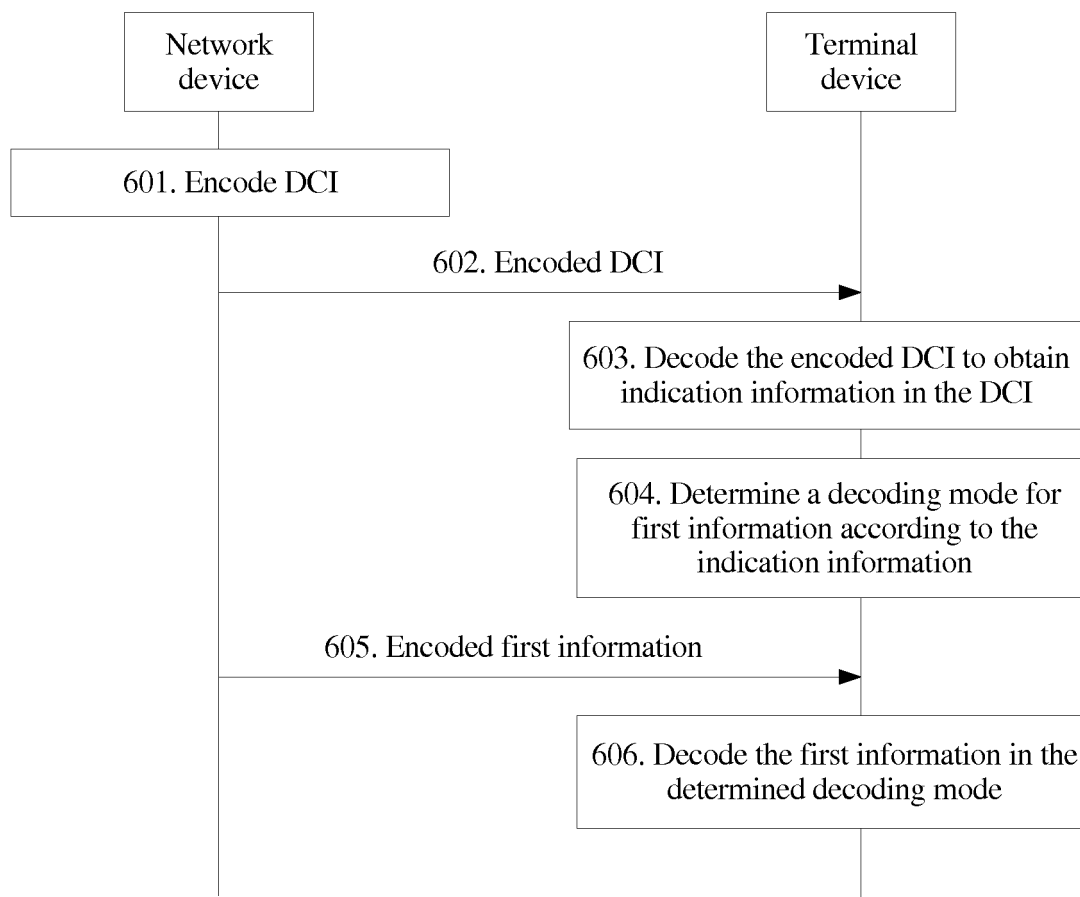 Network
device
Terminal
device
601. Encode DCI
602. Encoded DCI
603. Decode the encoded DCI to obtain
indication information in the DCI
604. Determine a decoding mode for
first information according to the
indication information
605. Encoded first information
606. Decode the first information in the
determined decoding mode